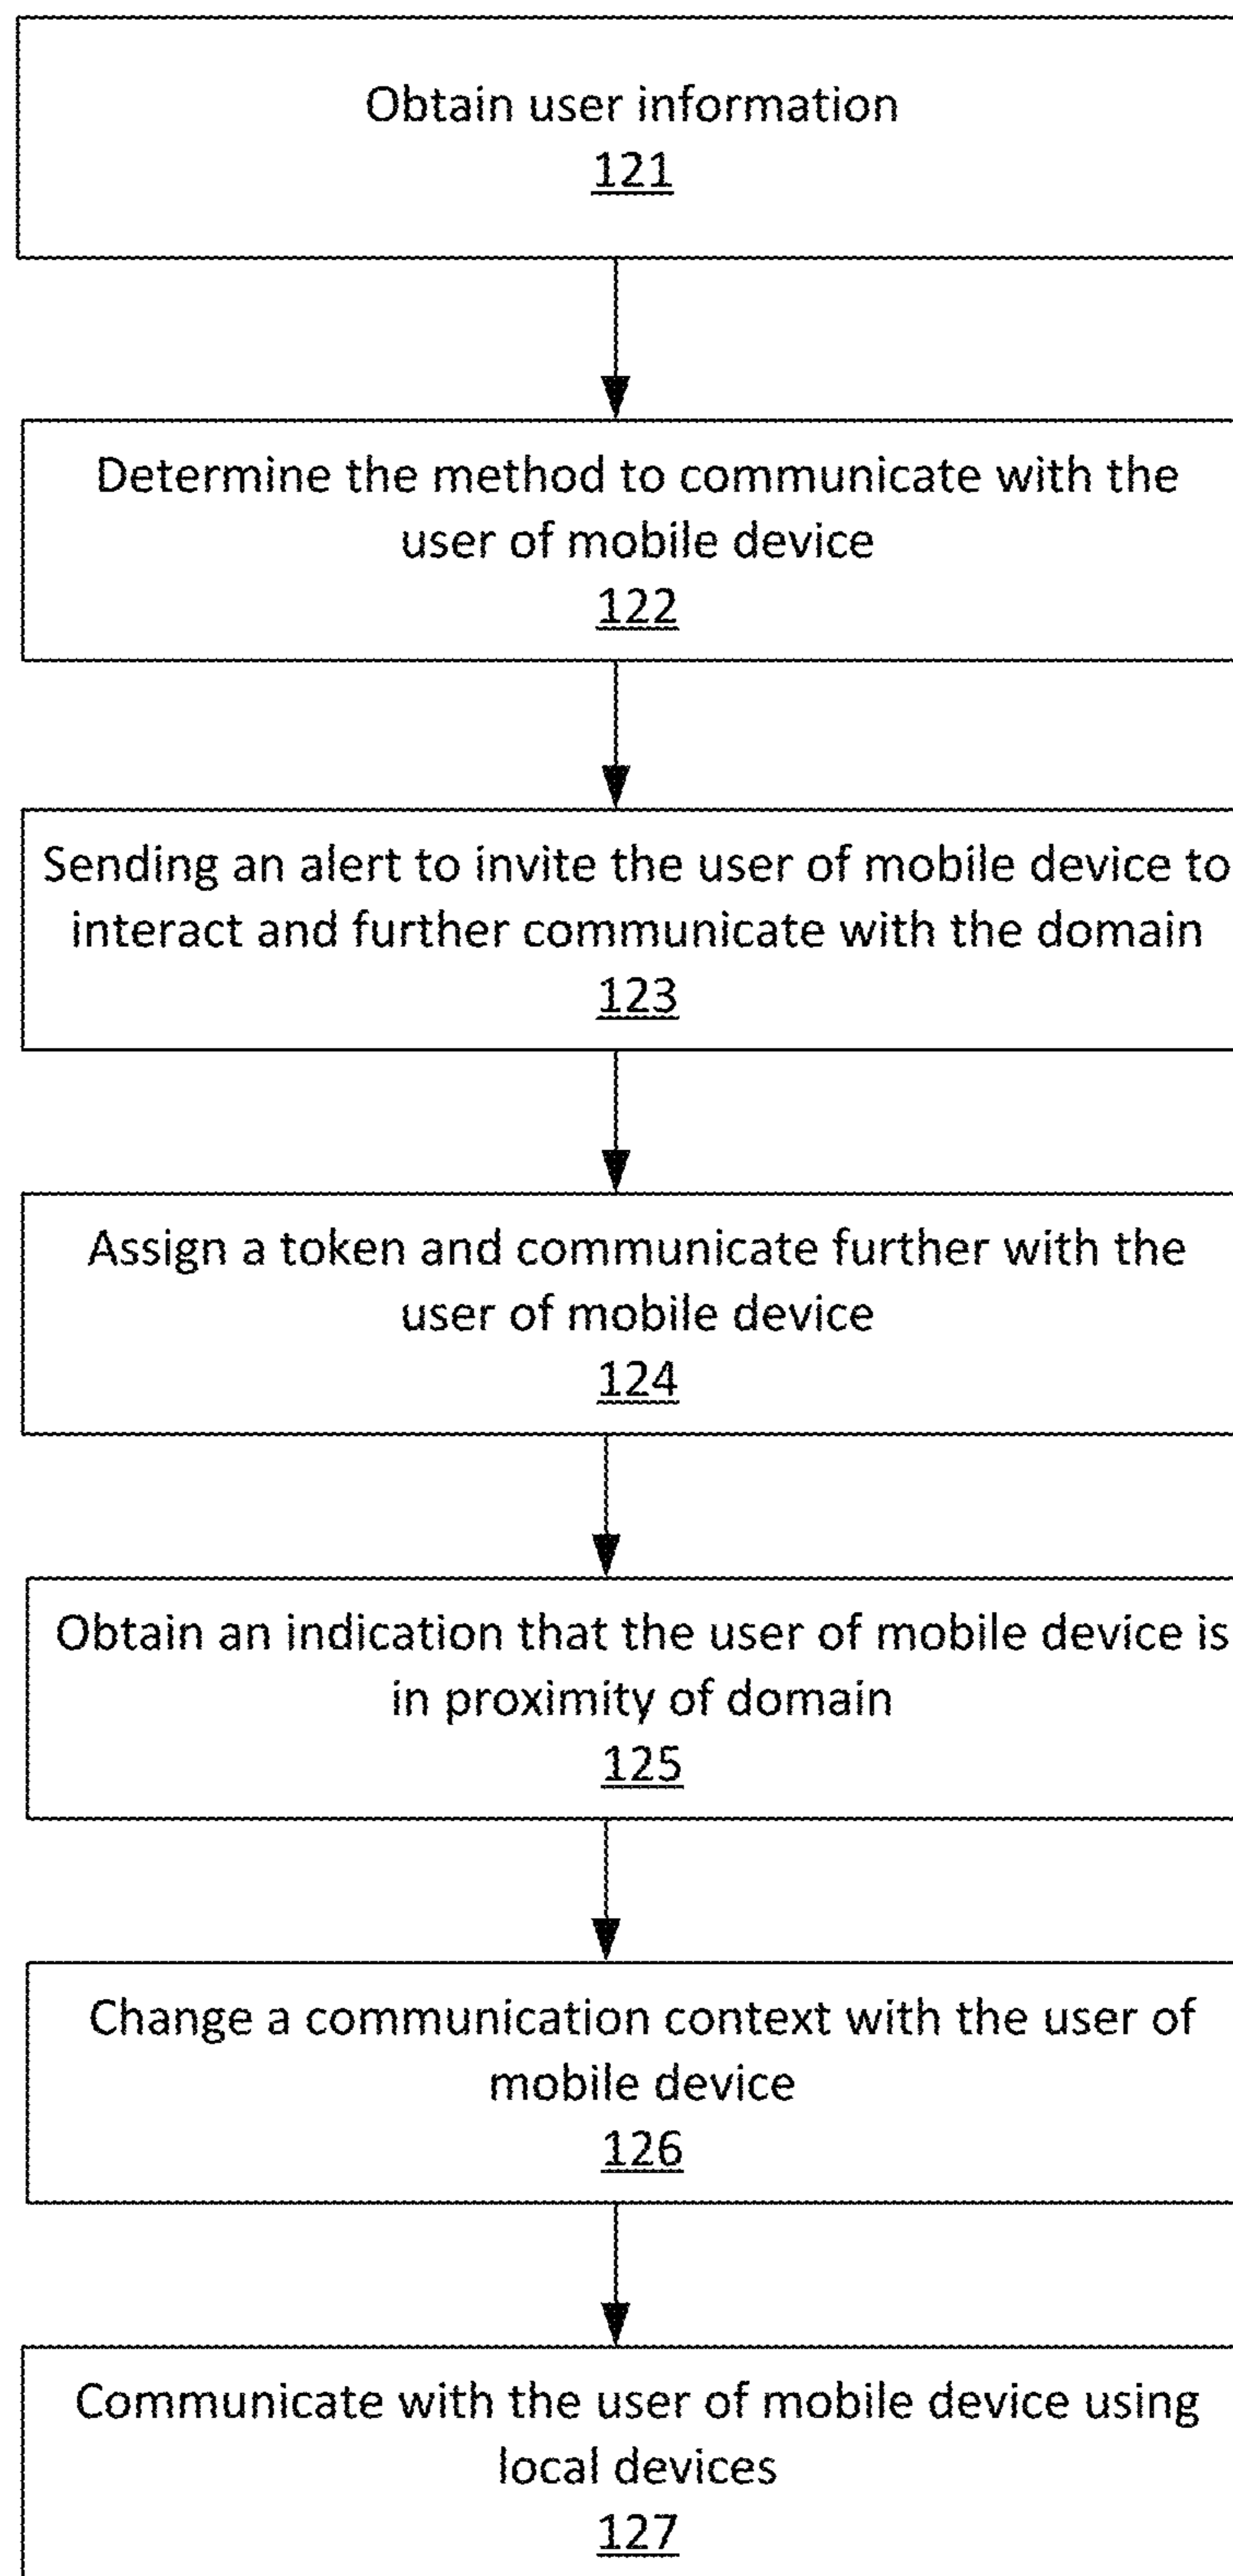 Obtain user information
121
Determine the method to communicate with the
user of mobile device
122
Sending an alert to invite the user of mobile device to
interact and further communicate with the domain
123
Assign a token and communicate further with the
user of mobile device
124
Obtain an indication that the user of mobile device is
in proximity of domain
125
Change a communication context with the user of
mobile device
126
Communicate with the user of mobile device using
local devices
127